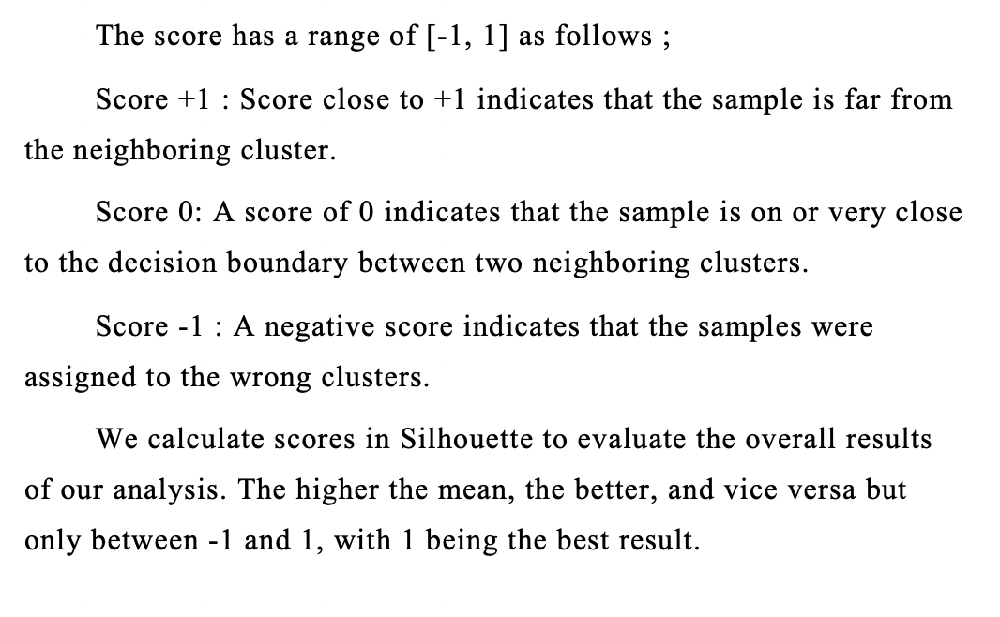 The score has a range of [-1, 1] as follows ;
Score +1 : Score close to +1 indicates that the sample is far from
the neighboring cluster.
Score 0: A score of 0 indicates that the sample is on or very close
to the decision boundary between two neighboring clusters.
Score -1 : A negative score indicates that the samples were
assigned to the wrong clusters.
We calculate scores in Silhouette to evaluate the overall results
of our analysis. The higher the mean, the better, and vice versa but
only between -1 and 1, with 1 being the best result.